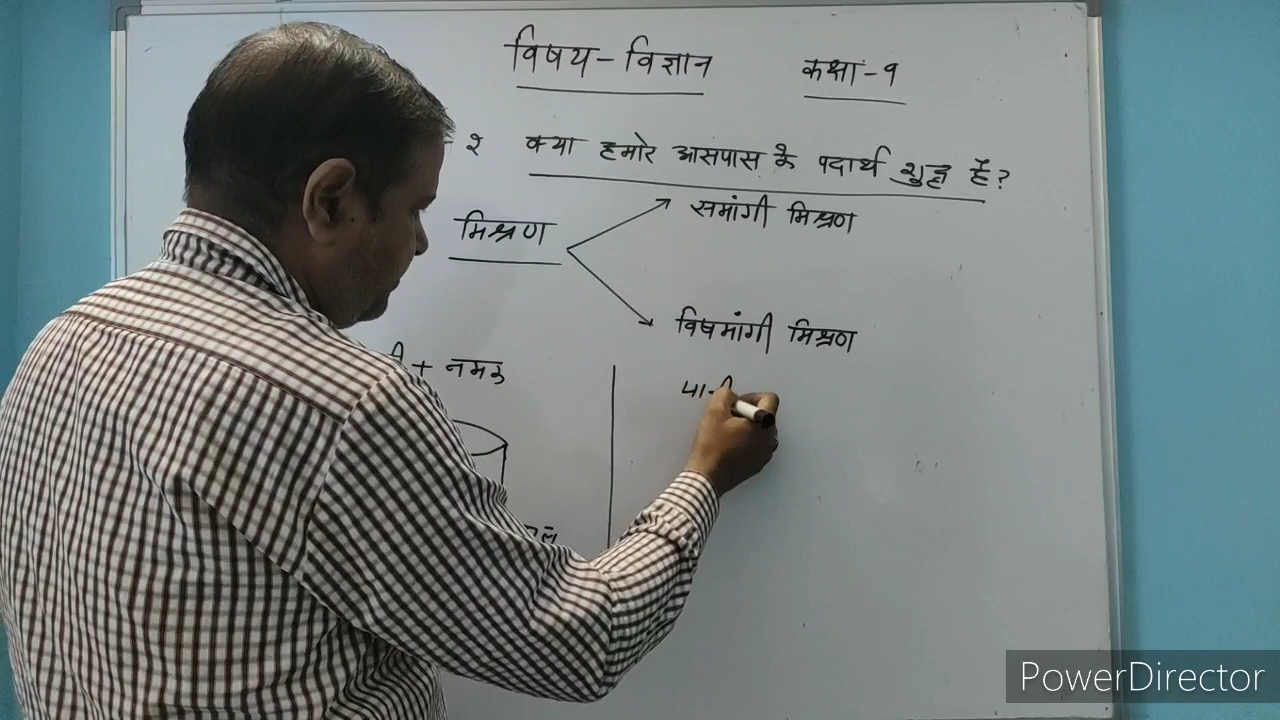 विषय - विज्ञान कक्षा - ९
- २ क्या हमारे आसपास के पदार्थ शुद्ध हैं?
मिश्रण
समांगी मिश्रण
विषमांगी मिश्रण
+ नमक
PowerDirector